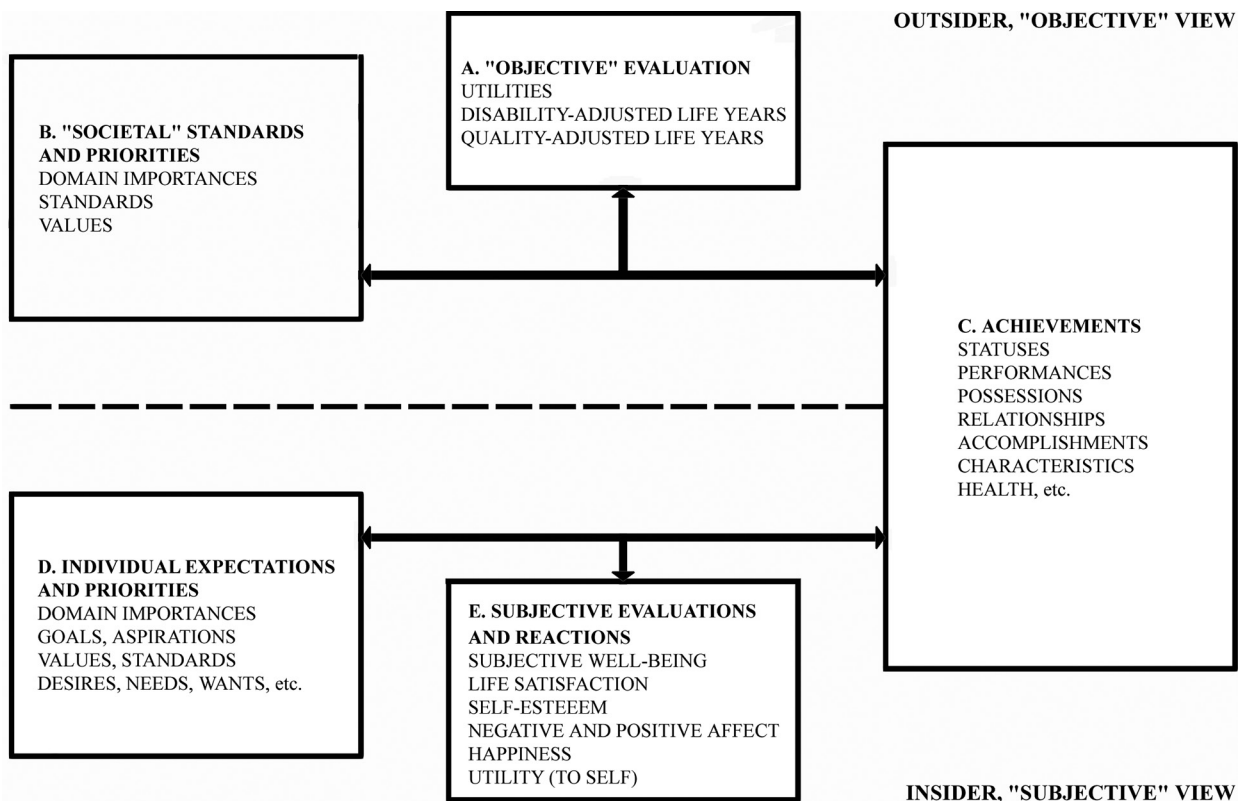 OUTSIDER, "OBJECTIVE" VIEW
A. "OBJECTIVE" EVALUATION
UTILITIES
DISABILITY-ADJUSTED LIFE YEARS
QUALITY-ADJUSTED LIFE YEARS
B. "SOCIETAL" STANDARDS
AND PRIORITIES
DOMAIN IMPORTANCES
STANDARDS
VALUES
C. ACHIEVEMENTS
STATUSES
PERFORMANCES
POSSESSIONS
RELATIONSHIPS
ACCOMPLISHMENTS
CHARACTERISTICS
HEALTH, etc.
D. INDIVIDUAL EXPECTATIONS
AND PRIORITIES
DOMAIN IMPORTANCES
GOALS, ASPIRATIONS
VALUES, STANDARDS
DESIRES, NEEDS, WANTS, etc.
E. SUBJECTIVE EVALUATIONS
AND REACTIONS
SUBJECTIVE WELL-BEING
LIFE SATISFACTION
SELF-ESTEEEM
NEGATIVE AND POSITIVE AFFECT
HAPPINESS
UTILITY (TO SELF)
INSIDER, "SUBJECTIVE" VIEW